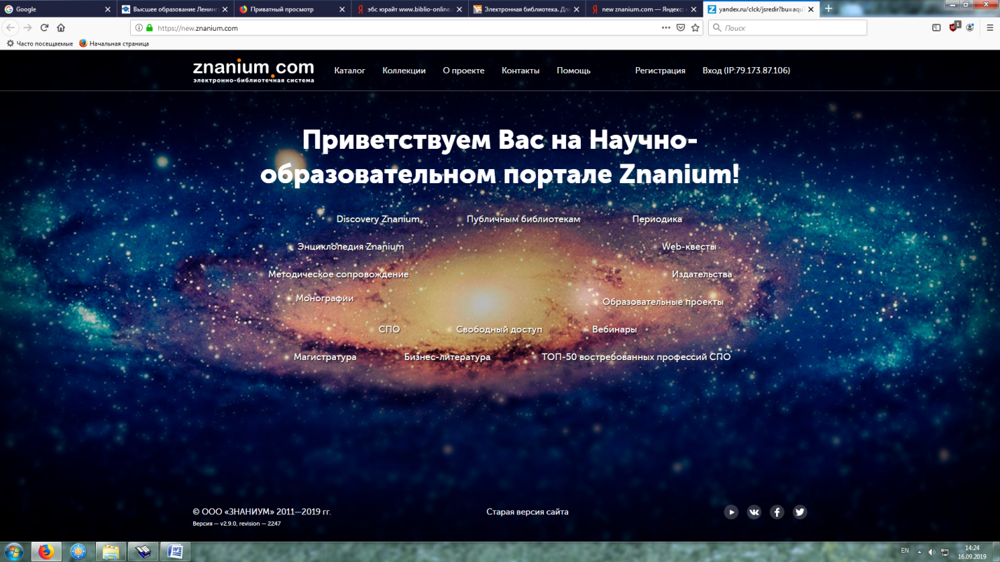 Google
Высшее образование Ленингр
Приватный просмотр
эбс юрайт www.biblio-online.
Электронная библиотека. Дл
new znanium.com — Яндекс:
yandex.ru/clck/jsredir?bu=aqu
https://new.znanium.com
Поиск
1
Часто посещаемые
Начальная страница
znanium.com
электронно-библиотечная система
Каталог
Коллекции
О проекте
Контакты
Помощь
Регистрация
Вход (IP:79.173.87.106)
Приветствуем Вас на Научно-
образовательном портале Znanium!
Discovery Znanium
Публичным библиотекам
Периодика
Энциклопедия Znanium
Web-квесты
Методическое сопровождение
Издательства
Монографии
Образовательные проекты
СПО
Свободный доступ
Вебинары
Магистратура
Бизнес-литература
ТОП-50 востребованных профессий СПО
© ООО «ЗНАНИУМ» 2011—2019 гг.
Старая версия сайта
Версия — v2.9.0, revision — 2247
EN
14:24
16.09.2019